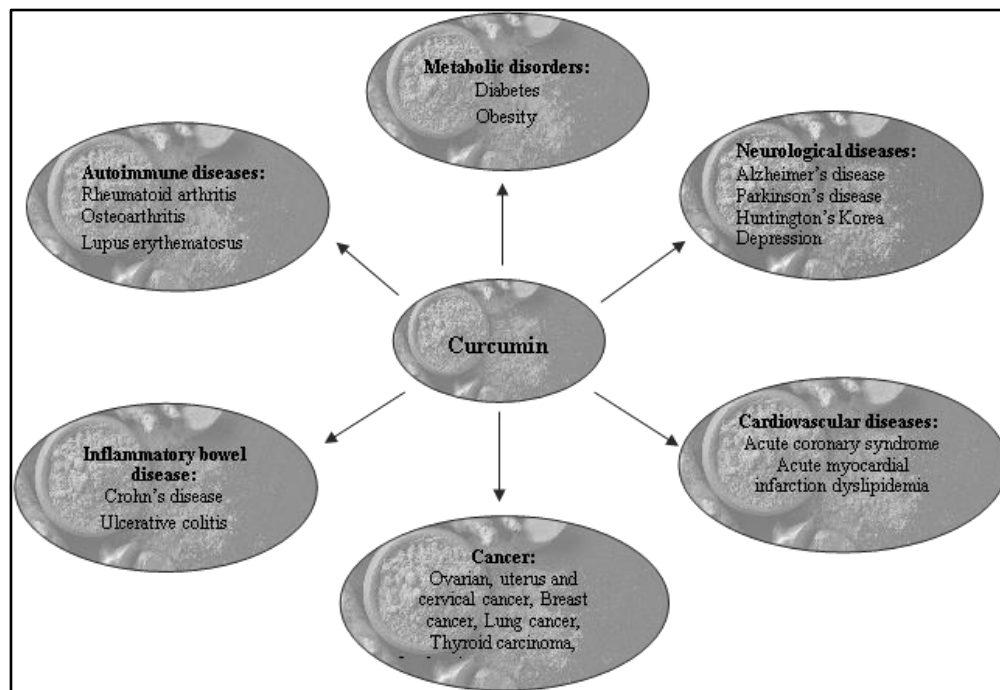 Metabolic disorders:
Diabetes
Obesity
Autoimmune diseases:
Rheumatoid arthritis
Osteoarthritis
Lupus erythematosus
Neurological diseases:
Alzheimer's disease
Parkinson's disease
Huntington's Korea
Depression
Curcumin
Inflammatory bowel
disease:
Crohn's disease
Ulcerative colitis
Cardiovascular diseases:
Acute coronary syndrome
Acute myocardial
infarction dyslipidemia
Cancer:
Ovarian, uterus and
cervical cancer, Breast
cancer, Lung cancer,
Thyroid carcinoma,